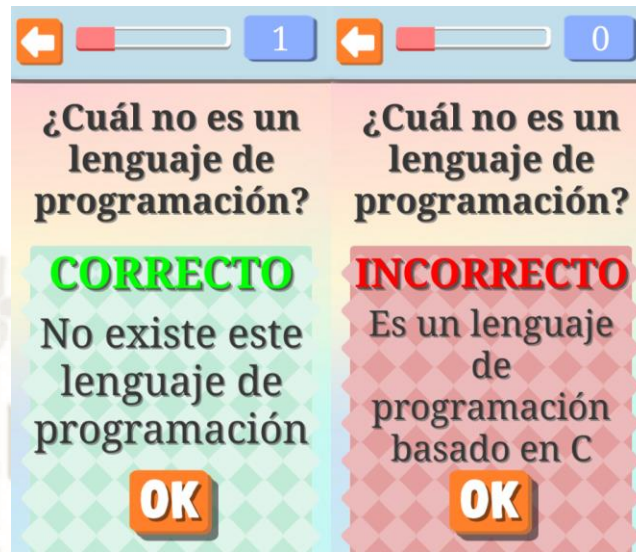 1
¿Cuál no es un
lenguaje de
programación?
CORRECTO
No existe este
lenguaje de
programación
OK
0
¿Cuál no es un
lenguaje de
programación?
INCORRECTO
Es un lenguaje
de
programación
basado en C
OK